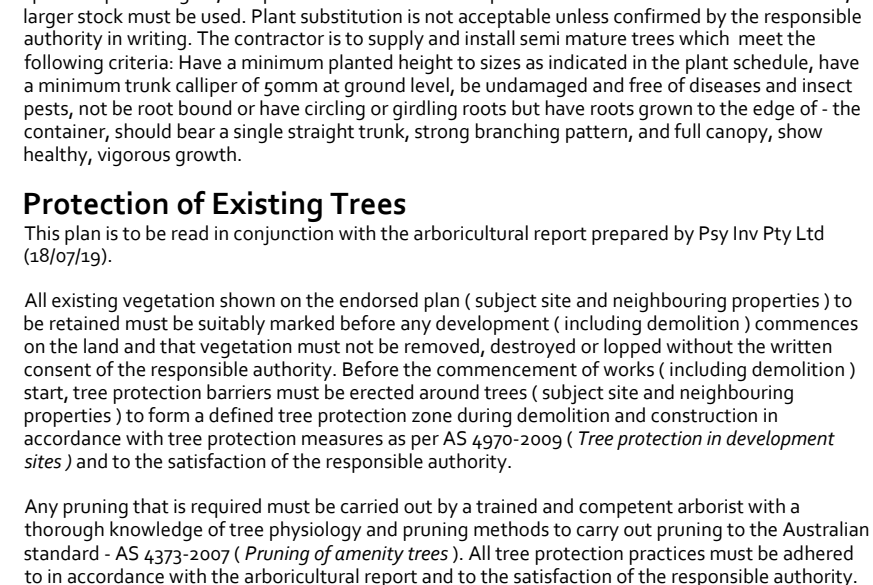 larger stock must be used. Plant substitution is not acceptable unless confirmed by the responsible
authority in writing. The contractor is to supply and install semi mature trees which  meet the
following criteria: Have a minimum planted height to sizes as indicated in the plant schedule, have
a minimum trunk calliper of 50mm at ground level, be undamaged and free of diseases and insect
pests, not be root bound or have circling or girdling roots but have roots grown to the edge of - the
container, should bear a single straight trunk, strong branching pattern, and full canopy, show
healthy, vigorous growth.
Protection of Existing Trees
This plan is to be read in conjunction with the arboricultural report prepared by Psy Inv Pty Ltd
(18/07/19).
All existing vegetation shown on the endorsed plan ( subject site and neighbouring properties ) to
be retained must be suitably marked before any development ( including demolition ) commences
on the land and that vegetation must not be removed, destroyed or lopped without the written
consent of the responsible authority. Before the commencement of works ( including demolition )
start, tree protection barriers must be erected around trees ( subject site and neighbouring
properties ) to form a defined tree protection zone during demolition and construction in
accordance with tree protection measures as per AS 4970-2009 ( Tree protection in development
sites ) and to the satisfaction of the responsible authority.
Any pruning that is required must be carried out by a trained and competent arborist with a
thorough knowledge of tree physiology and pruning methods to carry out pruning to the Australian
standard - AS 4373-2007 ( Pruning of amenity trees ). All tree protection practices must be adhered
to in accordance with the arboricultural report and to the satisfaction of the responsible authority.